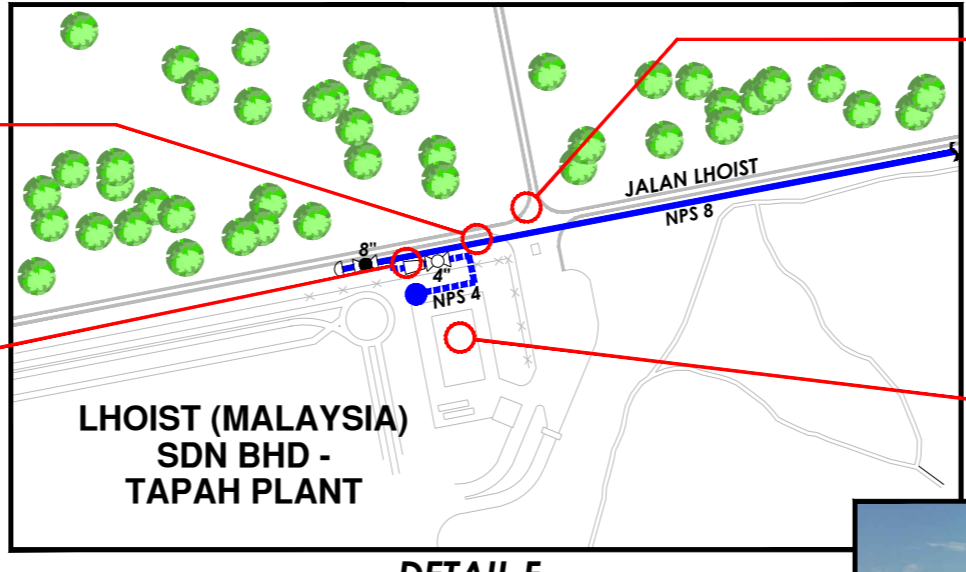 JALAN LHOIST
NPS 8
8"
4"
NPS 4
LHOIST (MALAYSIA)
SDN BHD -
TAPAH PLANT